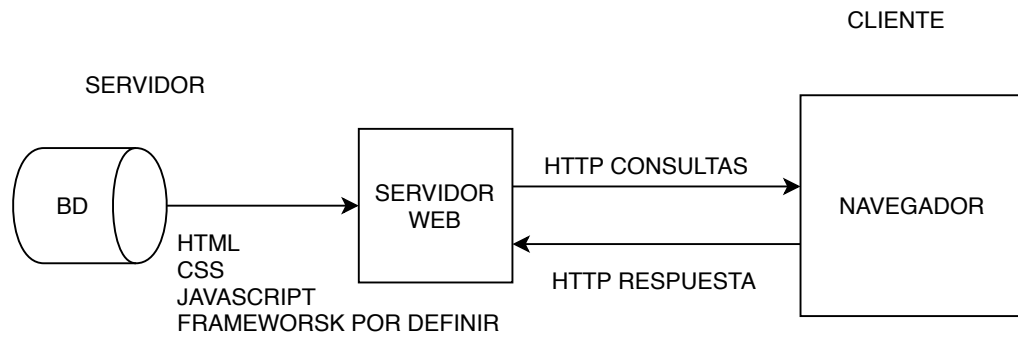 CLIENTE
SERVIDOR
BD
HTML
CSS
JAVASCRIPT
FRAMEWORSK POR DEFINIR
SERVIDOR
WEB
HTTP CONSULTAS
HTTP RESPUESTA
NAVEGADOR